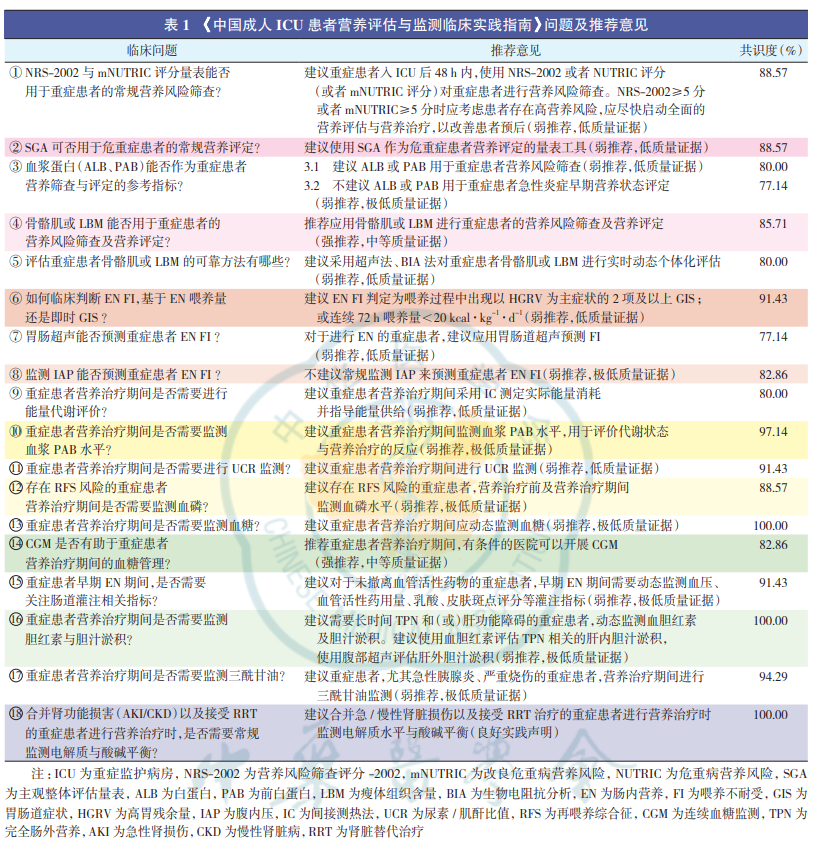 表 1 《中国成人 ICU 患者营养评估与监测临床实践指南》问题及推荐意见
临床问题 推荐意见 共识度(%)
①NRS-2002 与 mNUTRIC 评分量表能否 建议重症患者入 ICU 后 48 h 内,使用 NRS-2002 或者 NUTRIC 评分 88.57
用于重症患者的常规营养风险筛查? (或者 mNUTRIC 评分)对重症患者进行营养风险筛查。NRS-2002≥5 分
或者 mNUTRIC≥5 分时应考虑患者存在高营养风险,应尽快启动全面的
营养评估与营养治疗,以改善患者预后(弱推荐,低质量证据)
②SGA 可否用于危重症患者的常规营养评定? 建议使用 SGA 作为危重症患者营养评定的量表工具(弱推荐,低质量证据) 88.57
③血浆蛋白(ALB、PAB)能否作为重症患者 3.1 建议 ALB 或 PAB 用于重症患者营养风险筛查(弱推荐,低质量证据) 80.00
营养筛查与评定的参考指标? 3.2 不建议 ALB 或 PAB 用于重症患者急性炎症早期营养状态评定 77.14
(弱推荐,极低质量证据)
④骨骼肌或 LBM 能否用于重症患者的 推荐应用骨骼肌或 LBM 进行重症患者的营养风险筛查及营养评定 85.71
营养风险筛查及营养评定? (强推荐,中等质量证据)
⑤评估重症患者骨骼肌或 LBM 的可靠方法有哪些? 建议采用超声法、BIA 法对重症患者骨骼肌或 LBM 进行实时动态个体化评估 80.00
(弱推荐,低质量证据)
⑥如何临床判断 EN FI,基于 EN 喂养量 建议 EN FI 判定为喂养过程中出现以 HGRV 为主症状的 2 项及以上 GIS; 91.43
还是即时 GIS? 或连续 72 h 喂养量<20 kcal·kg⁻¹·d⁻¹(弱推荐,低质量证据)
⑦胃肠超声能否预测重症患者 EN FI? 对于进行 EN 的重症患者,建议应用胃肠道超声预测 FI 77.14
(弱推荐,低质量证据)
⑧监测 IAP 能否预测重症患者 EN FI? 不建议常规监测 IAP 来预测重症患者 EN FI(弱推荐,极低质量证据) 82.86
⑨重症患者营养治疗期间是否需要进行 建议重症患者营养治疗期间采用 IC 测定实际能量消耗 80.00
能量代谢评价? 并指导能量供给(弱推荐,低质量证据)
⑩重症患者营养治疗期间是否需要监测 建议重症患者营养治疗期间监测血浆 PAB 水平,用于评价代谢状态 97.14
血浆 PAB 水平? 与营养治疗的反应(弱推荐,极低质量证据)
⑪重症患者营养治疗期间是否需要进行 UCR 监测? 建议重症患者营养治疗期间进行 UCR 监测(弱推荐,低质量证据) 91.43
⑫存在 RFS 风险的重症患者 建议存在 RFS 风险的重症患者,营养治疗前及营养治疗期间 88.57
营养治疗期间是否需要监测血磷? 监测血磷水平(弱推荐,极低质量证据)
⑬重症患者营养治疗期间是否需要监测血糖? 建议重症患者营养治疗期间应动态监测血糖(弱推荐,极低质量证据) 100.00
⑭CGM 是否有助于重症患者 推荐重症患者营养治疗期间,有条件的医院可以开展 CGM 82.86
营养治疗期间的血糖管理? (强推荐,中等质量证据)
⑮重症患者早期 EN 期间,是否需要 建议对于未撤离血管活性药物的重症患者,早期 EN 期间需要动态监测血压、 91.43
关注肠道灌注相关指标? 血管活性药用量、乳酸、皮肤斑点评分等灌注指标(弱推荐,极低质量证据)
⑯重症患者营养治疗期间是否需要监测 建议需要长时间 TPN 和(或)肝功能障碍的重症患者,动态监测血胆红素 100.00
胆红素与胆汁淤积? 及胆汁淤积。建议使用血胆红素评估 TPN 相关的肝内胆汁淤积,
使用腹部超声评估肝外胆汁淤积(弱推荐,极低质量证据)
⑰重症患者营养治疗期间是否需要监测三酰甘油? 建议重症患者,尤其急性胰腺炎、严重烧伤的重症患者,营养治疗期间进行 94.29
三酰甘油监测(弱推荐,极低质量证据)
⑱合并肾功能损害(AKI/CKD)以及接受 RRT 建议合并急/慢性肾脏损伤以及接受 RRT 治疗的重症患者进行营养治疗时 100.00
的重症患者进行营养治疗时,是否需要常规 监测电解质水平与酸碱平衡(良好实践声明)
监测电解质与酸碱平衡?
注:ICU 为重症监护病房,NRS-2002 为营养风险筛查评分 -2002,mNUTRIC 为改良危重病营养风险,NUTRIC 为危重病营养风险,SGA
为主观整体评估量表,ALB 为白蛋白,PAB 为前白蛋白,LBM 为瘦体组织含量,BIA 为生物电阻抗分析,EN 为肠内营养,FI 为喂养不耐受,GIS 为
胃肠道症状,HGRV 为高胃残余量,IAP 为腹内压,IC 为间接测热法,UCR 为尿素/肌酐比值,RFS 为再喂养综合征,CGM 为连续血糖监测,TPN 为
完全肠外营养,AKI 为急性肾损伤,CKD 为慢性肾脏病,RRT 为肾脏替代治疗